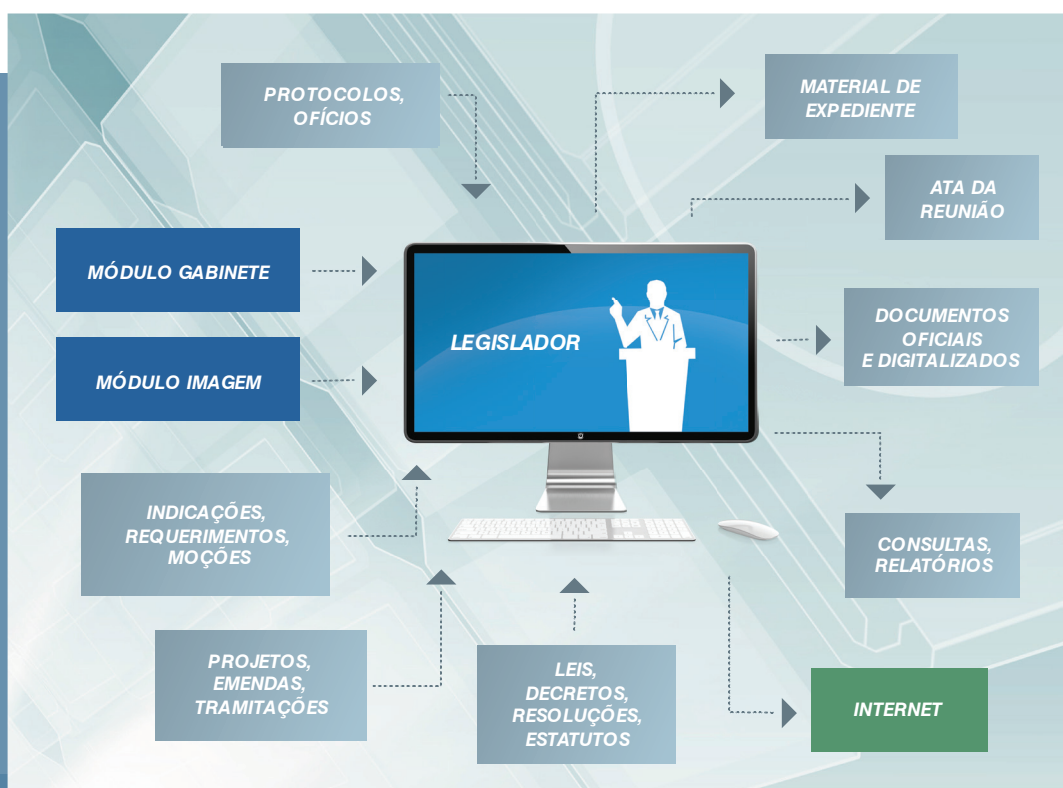 PROTOCOLOS,
OFÍCIOS
MATERIAL DE
EXPEDIENTE
ATA DA
REUNIÃO
MÓDULO GABINETE
LEGISLADOR
DOCUMENTOS
OFICIAIS
E DIGITALIZADOS
MÓDULO IMAGEM
INDICAÇÕES,
REQUERIMENTOS,
MOÇÕES
CONSULTAS,
RELATÓRIOS
PROJETOS,
EMENDAS,
TRAMITAÇÕES
LEIS,
DECRETOS,
RESOLUÇÕES,
ESTATUTOS
INTERNET